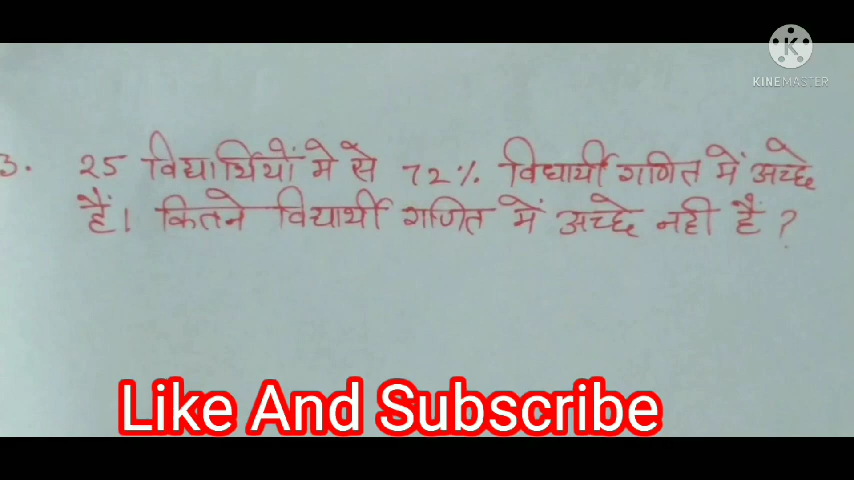 KINEMASTER
3. 25 विद्यार्थियों मे से 72% विद्यार्थी गणित में अच्छे
हैं। कितने विद्यार्थी गणित में अच्छे नही हैं ?
Like And Subscribe